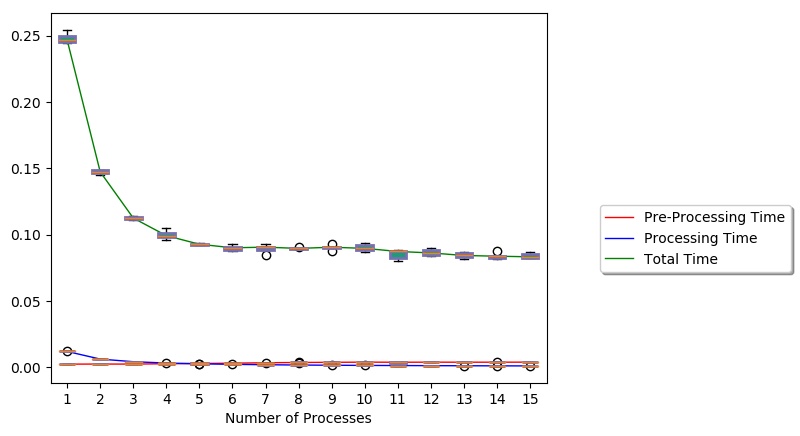 0.25
0.20
0.15
0.10
0.05
0.00
1 2 3 4 5 6 7 8 9 10 11 12 13 14 15
Number of Processes
Pre-Processing Time
Processing Time
Total Time